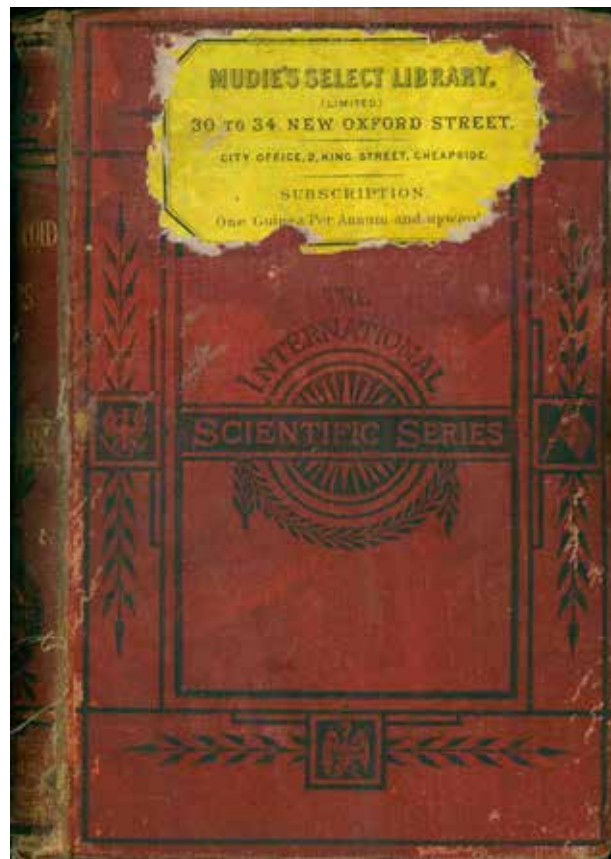 MUDIE'S SELECT LIBRARY,
(LIMITED)
30 TO 34 NEW OXFORD STREET.
CITY OFFICE, 2, KING STREET, CHEAPSIDE.
SUBSCRIPTION
One Guinea Per Annum and upward
THE
INTERNATIONAL
SCIENTIFIC SERIES